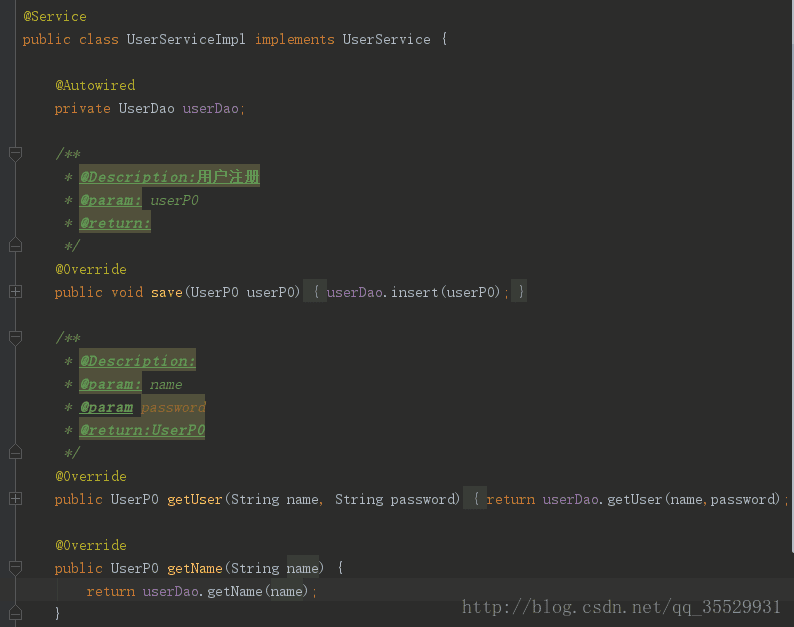 @Service
public class UserServiceImpl implements UserService {
@Autowired
private UserDao userDao;
/**
* @Description:用户注册
* @param: userPO
* @return:
*/
@Override
public void save(UserPO userPO) { userDao.insert(userPO); }
/**
* @Description:
* @param: name
* @param password
* @return:UserPO
*/
@Override
public UserPO getUser(String name, String password) { return userDao.getUser(name,password);
@Override
public UserPO getName(String name) {
return userDao.getName(name);
}
http://blog.csdn.net/qq_35529931